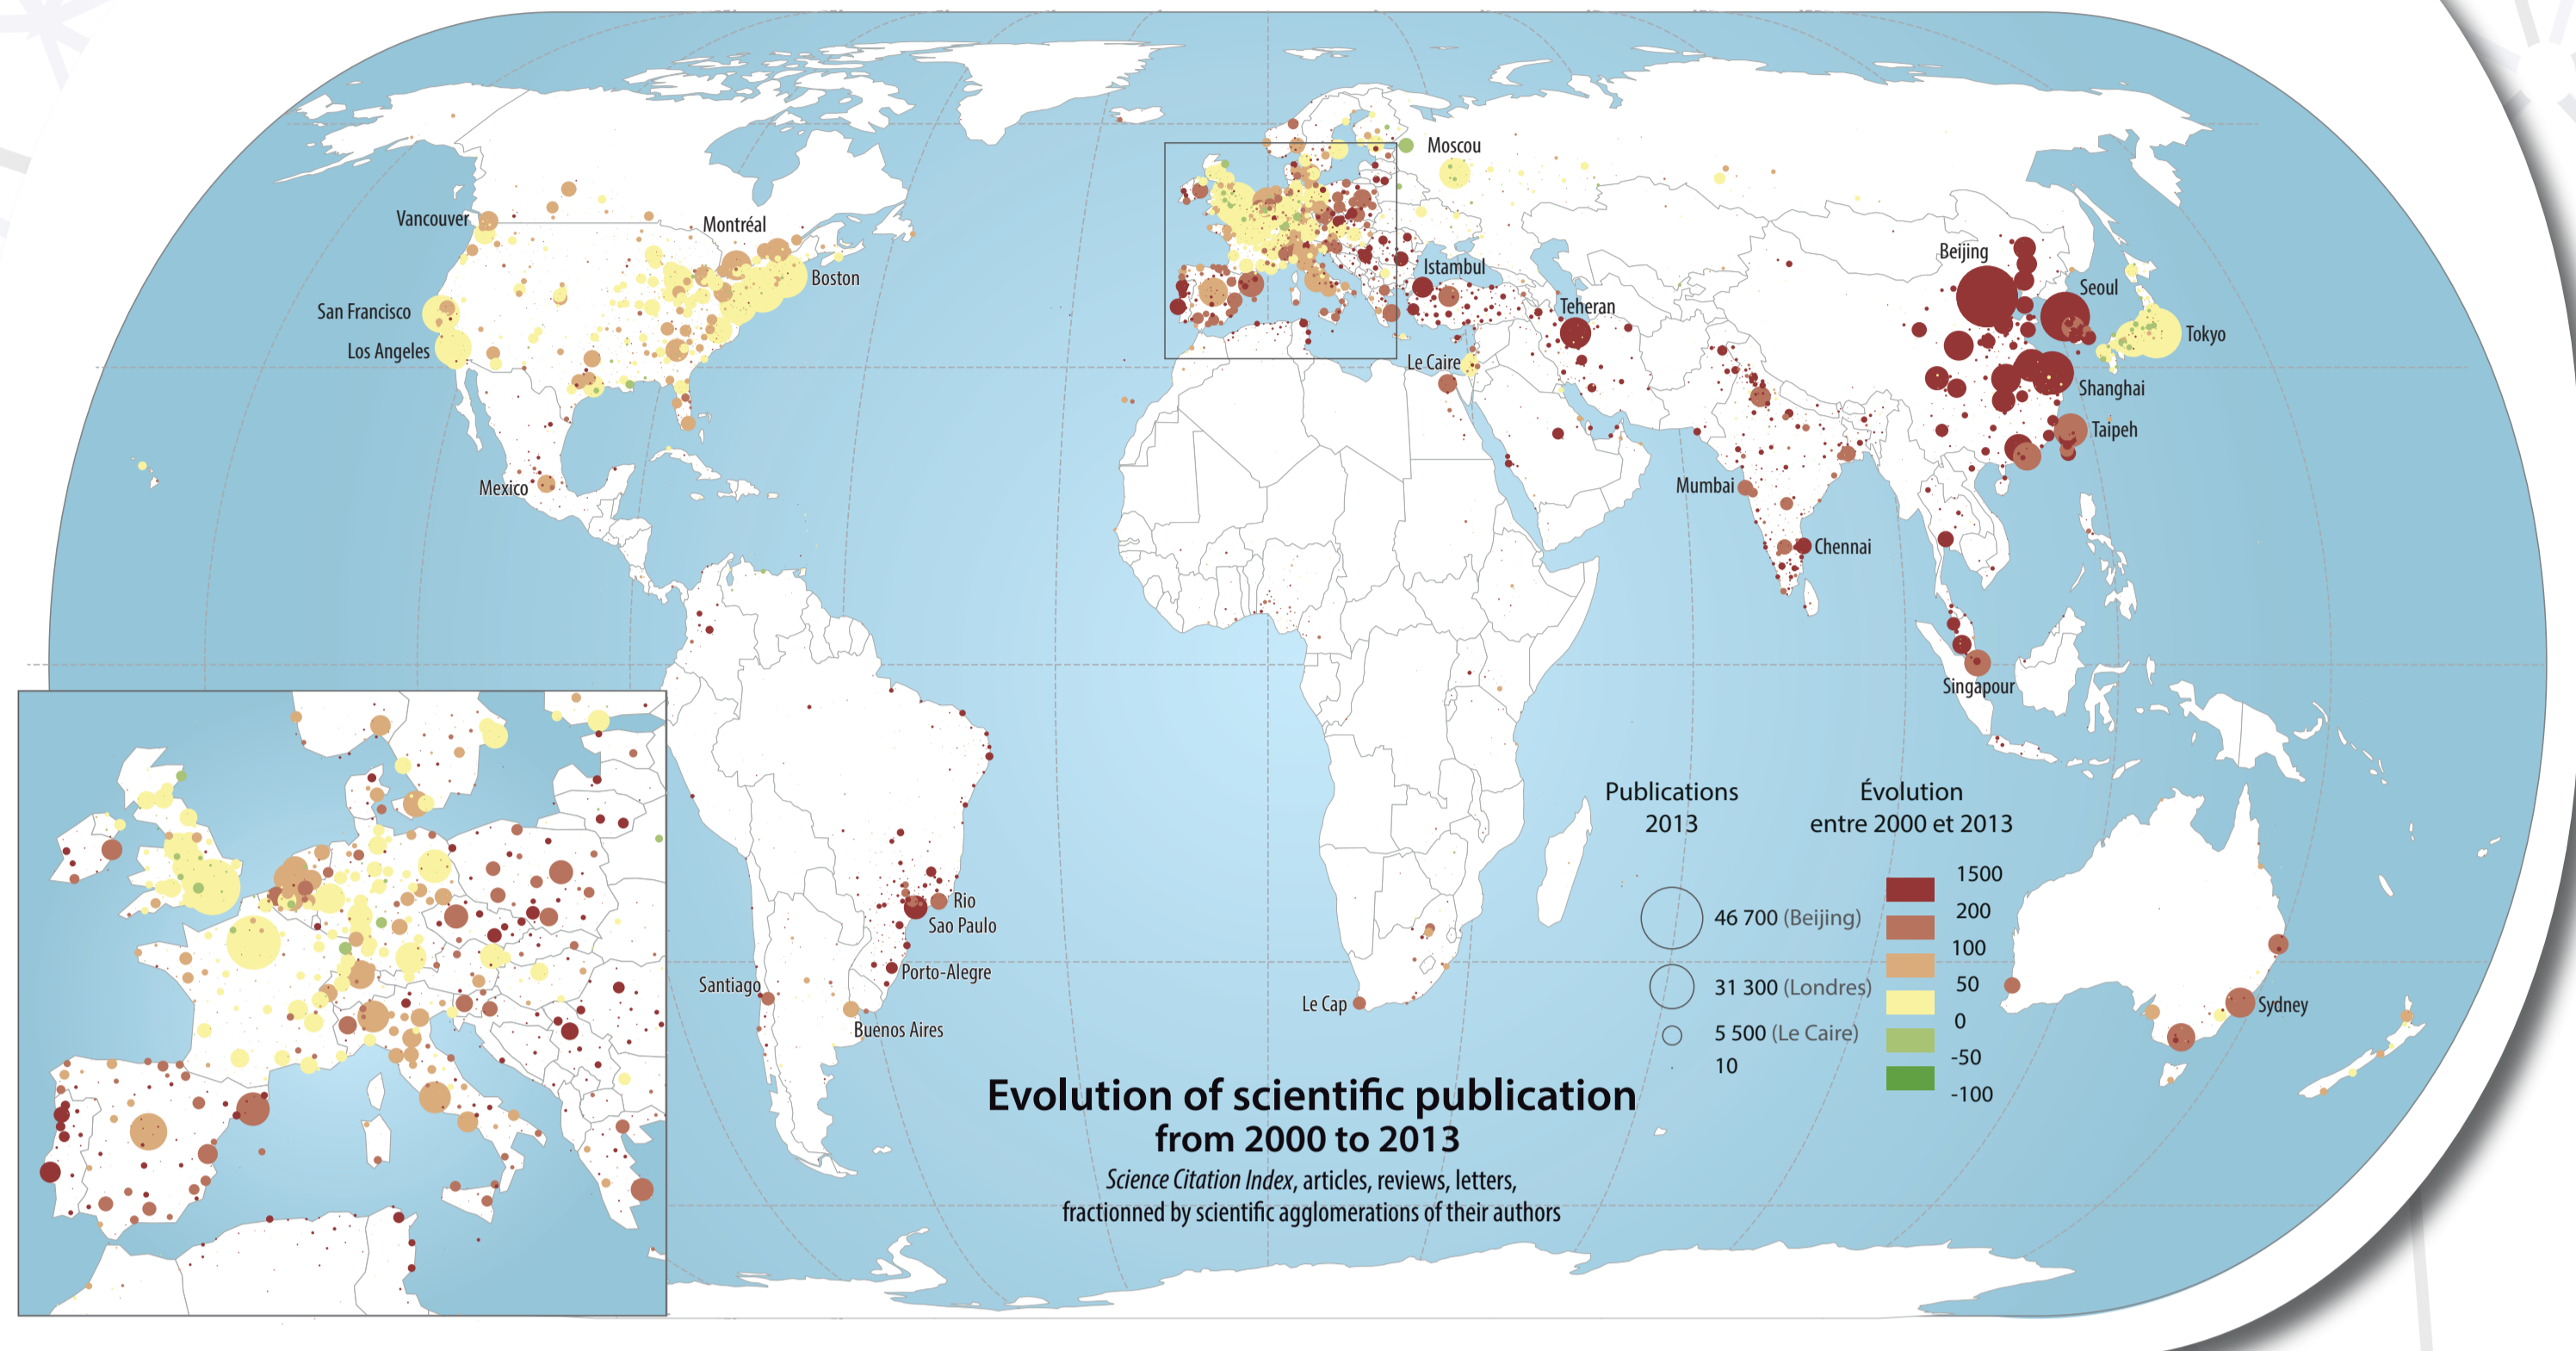 Moscou
Vancouver
Montréal
Boston
Beijing
Istambul
Seoul
San Francisco
Teheran
Tokyo
Los Angeles
Le Caire
Shanghai
Taipeh
Mexico
Mumbai
Chennai
Singapour
Rio
Sao Paulo
Porto-Alegre
Santiago
Buenos Aires
Le Cap
Sydney
Publications
2013
46 700 (Beijing)
31 300 (Londres)
5 500 (Le Caire)
10
Évolution
entre 2000 et 2013
1500
200
100
50
0
-50
-100
Evolution of scientific publication
from 2000 to 2013
Science Citation Index, articles, reviews, letters,
fractionned by scientific agglomerations of their authors